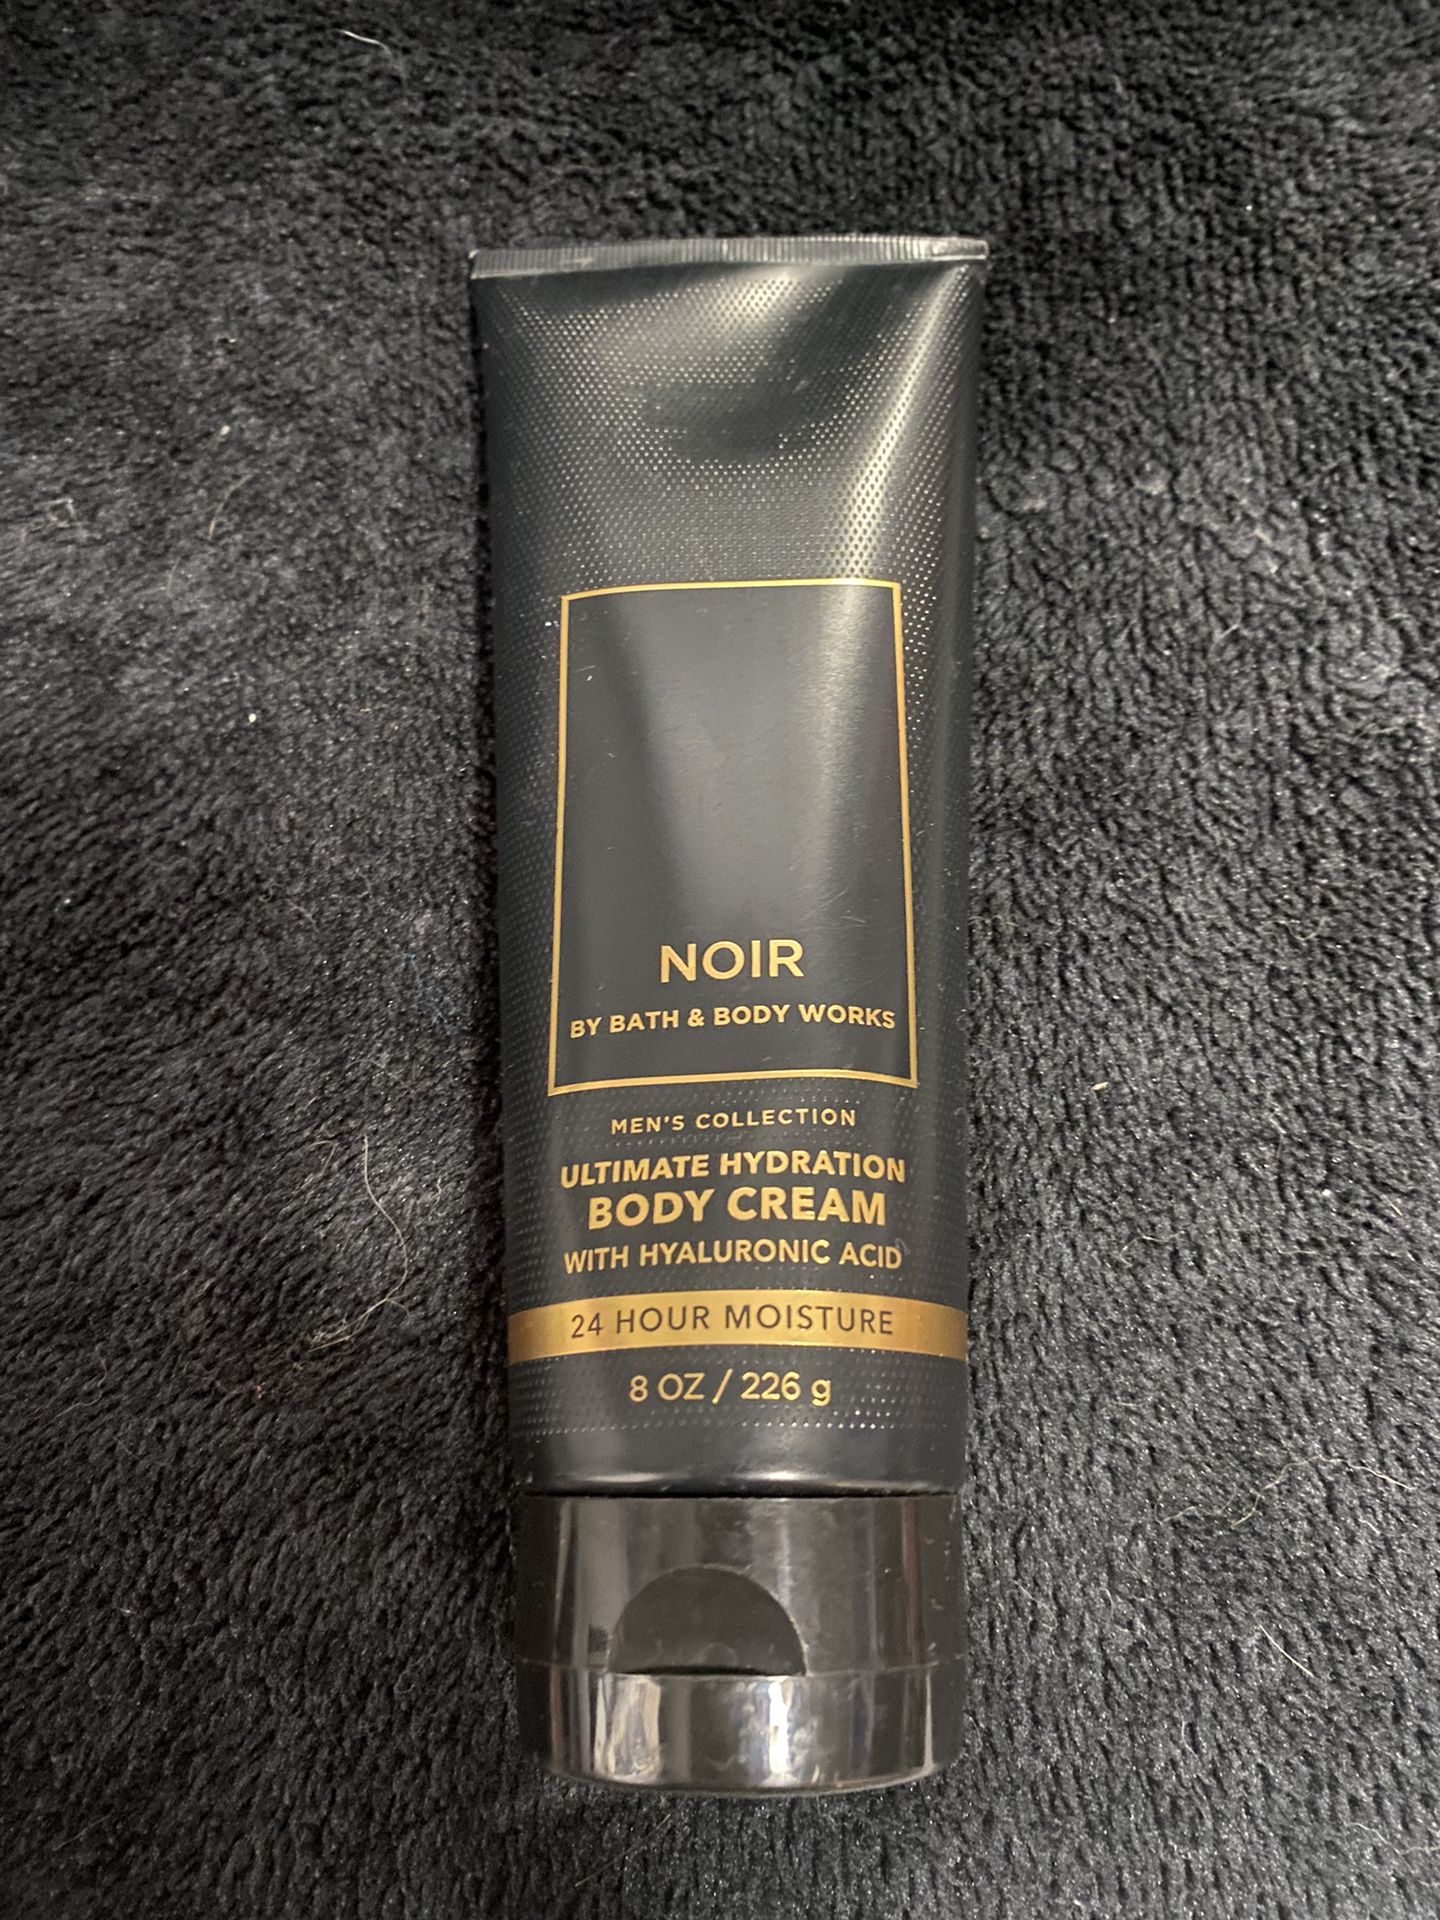 NOIR
BY BATH & BODY WORKS
MEN'S COLLECTION
ULTIMATE HYDRATION
BODY CREAM
WITH HYALURONIC ACID
24 HOUR MOISTURE
8 OZ / 226 g